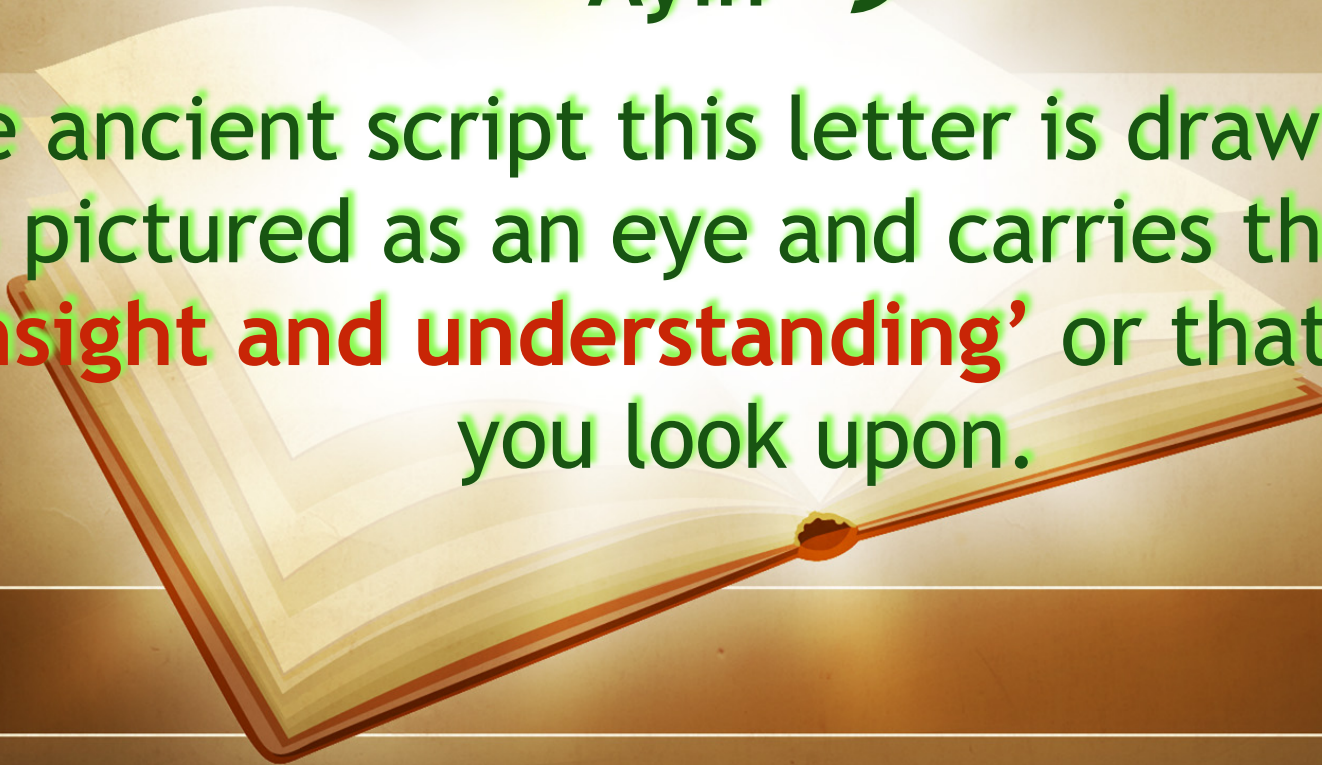 Ayin
e ancient script this letter is draw
pictured as an eye and carries th
nsight and understanding’ or that
you look upon.